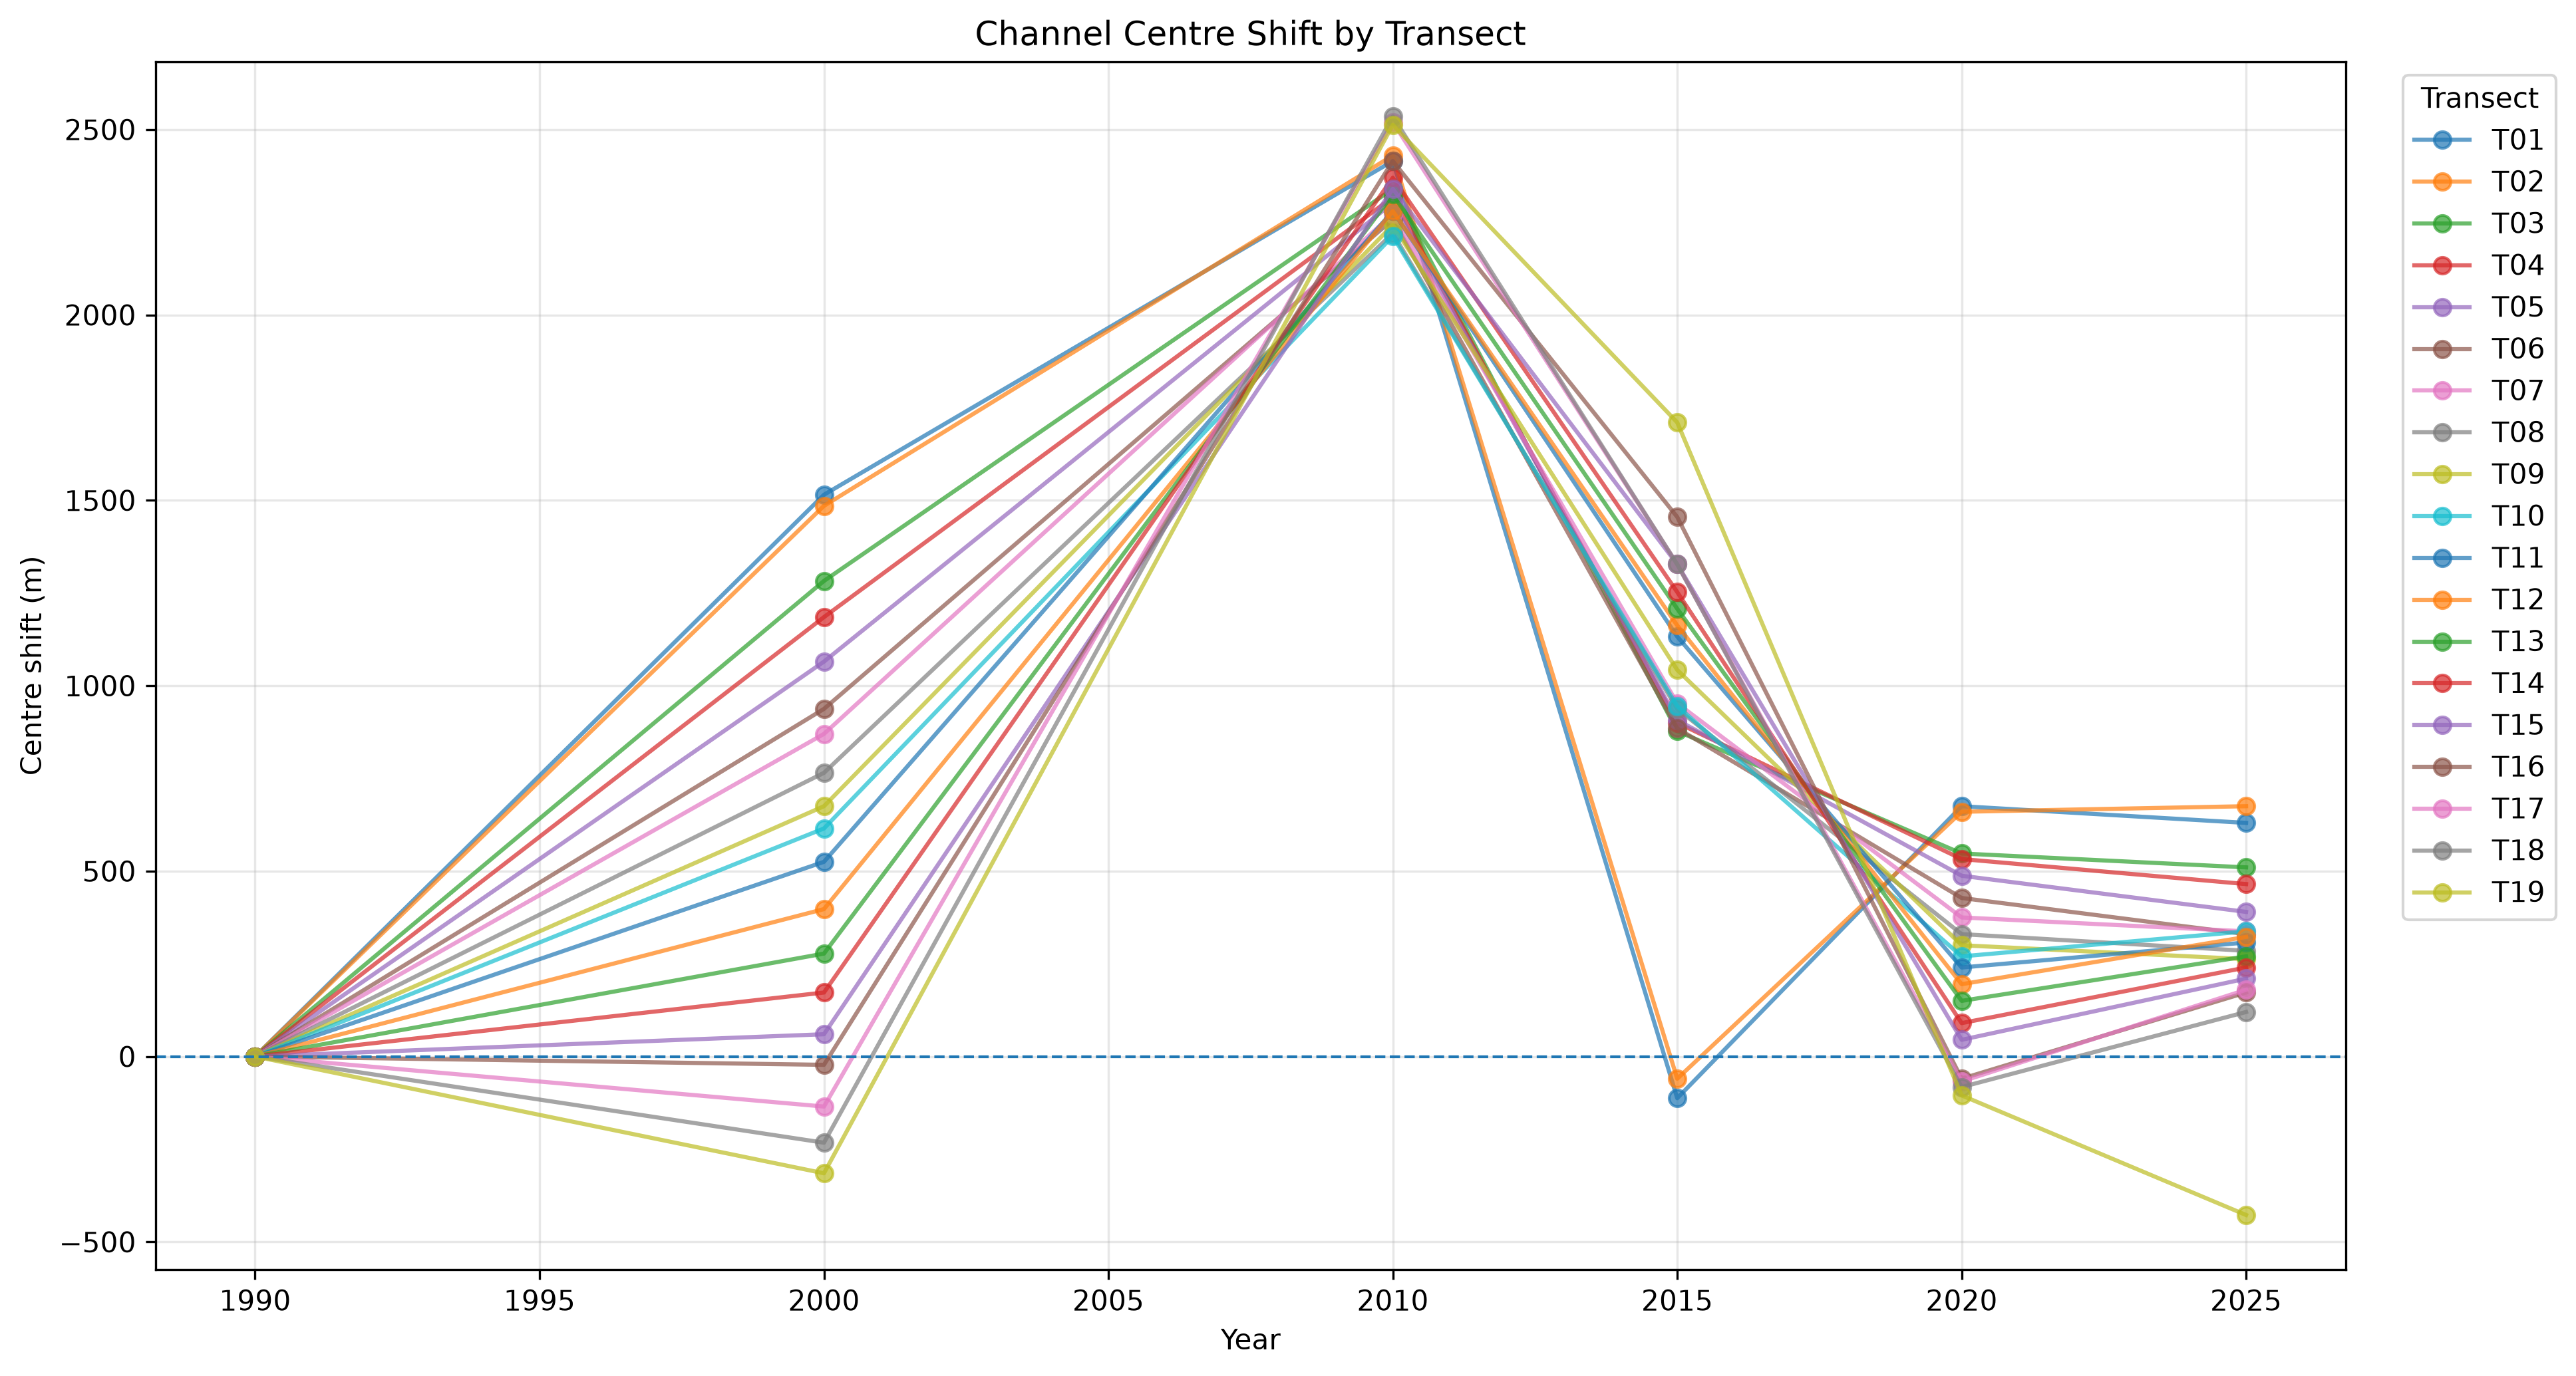 Channel Centre Shift by Transect
Centre shift (m)
2500
2000
1500
1000
500
0
−500
1990 1995 2000 2005 2010 2015 2020 2025
Year
Transect
T01
T02
T03
T04
T05
T06
T07
T08
T09
T10
T11
T12
T13
T14
T15
T16
T17
T18
T19